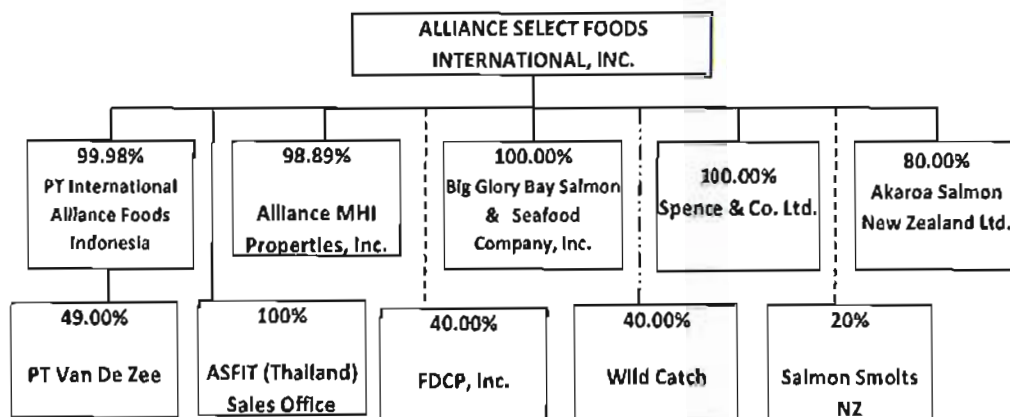 ALLIANCE SELECT FOODS
INTERNATIONAL, INC.
99.98%
PT International
Alliance Foods
Indonesia
98.89%
Alliance MHI
Properties, Inc.
100.00%
Big Glory Bay Salmon
& Seafood
Company, Inc.
100.00%
Spence & Co. Ltd.
80.00%
Akaroa Salmon
New Zealand Ltd.
49.00%
PT Van De Zee
100%
ASFIT (Thailand)
Sales Office
40.00%
FDCP, Inc.
40.00%
Wild Catch
20%
Salmon Smolts
NZ